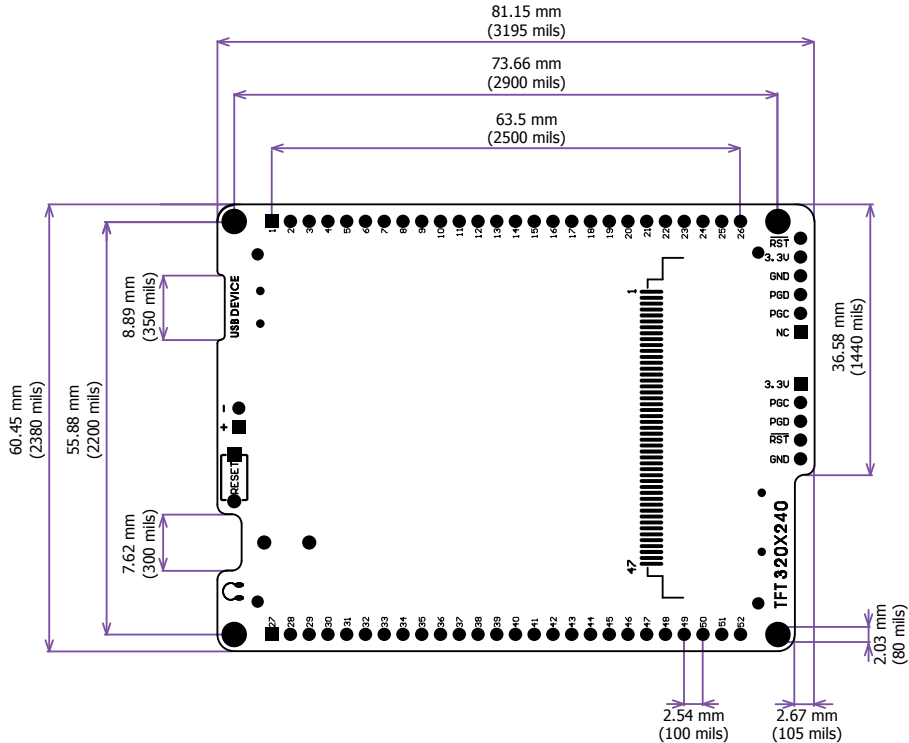 81.15 mm
(3195 mils)
73.66 mm
(2900 mils)
63.5 mm
(2500 mils)
1 2 3 4 5 6 7 8 9 10 11 12 13 14 15 16 17 18 19 20 21 22 23 24 25 26
RST
3.3V
GND
PGD
PGC
NC
3.3V
PGC
PGD
RST
GND
36.58 mm
(1440 mils)
USB DEVICE
8.89 mm
(350 mils)
60.45 mm
(2380 mils)
55.88 mm
(2200 mils)
-
+
RESET
7.62 mm
(300 mils)
1
47
TFT320X240
27 28 29 30 31 32 33 34 35 36 37 38 39 40 41 42 43 44 45 46 47 48 49 50 51 52
2.03 mm
(80 mils)
2.54 mm
(100 mils)
2.67 mm
(105 mils)